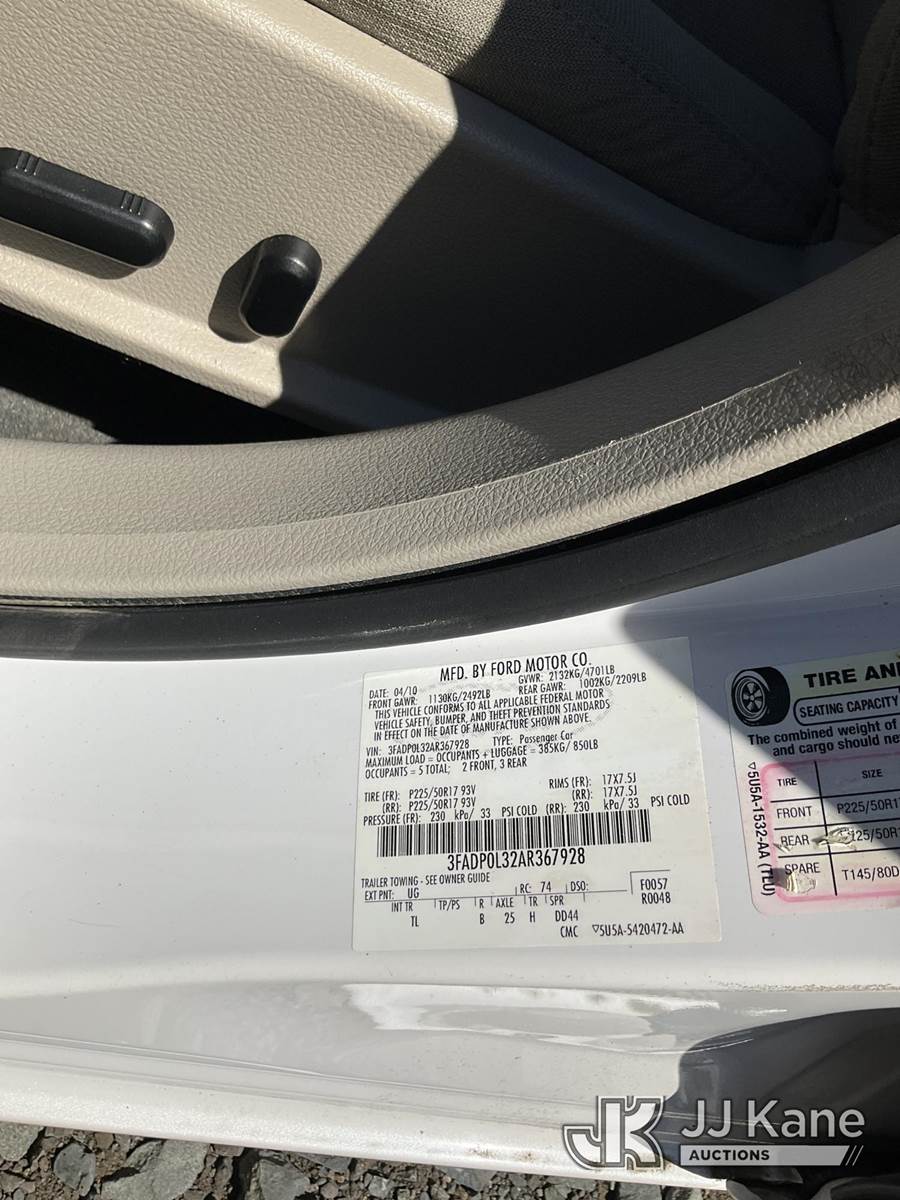 MFD. BY FORD MOTOR CO.
DATE: 04/10 GVWR: 2132KG/4701LB
FRONT GAWR: 1130KG/2492LB REAR GAWR: 1002KG/2209LB
THIS VEHICLE CONFORMS TO ALL APPLICABLE FEDERAL MOTOR
VEHICLE SAFETY, BUMPER, AND THEFT PREVENTION STANDARDS
IN EFFECT ON THE DATE OF MANUFACTURE SHOWN ABOVE.
VIN: 3FADP0L32AR367928 TYPE: Passenger Car
MAXIMUM LOAD = OCCUPANTS + LUGGAGE = 385KG/ 850LB
OCCUPANTS = 5 TOTAL; 2 FRONT, 3 REAR
TIRE (FR): P225/50R17 93V RIMS (FR): 17X7.5J
(RR): P225/50R17 93V (RR): 17X7.5J
PRESSURE (FR): 230 kPa/ 33 PSI COLD (RR): 230 kPa/ 33 PSI COLD
3FADP0L32AR367928
TRAILER TOWING - SEE OWNER GUIDE
EXT PNT: UG RC: 74 DSO: F0057
R0048
INT TR TP/PS R AXLE TR SPR
TL B 25 H DD44
CMC ▽5U5A-5420472-AA
TIRE AN
SEATING CAPACITY
The combined weight of
and cargo should ne
▽5U5A-1532-AA (TLU)
TIRE SIZE
FRONT P225/50R1
REAR 25/50R1
SPARE T145/80D
JK JJ Kane
AUCTIONS